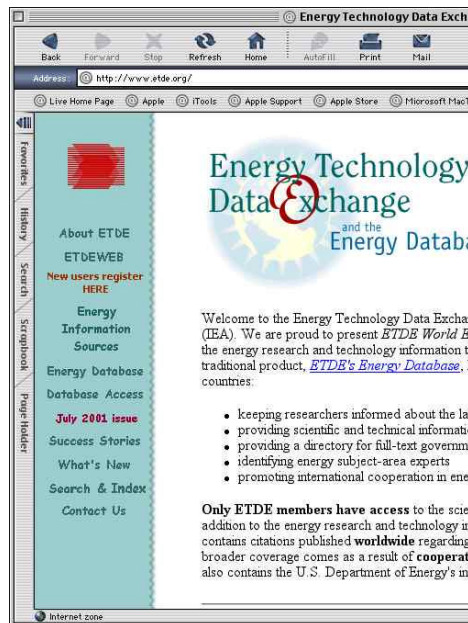 Energy Technology Data Exch
Back Forward Stop Refresh Home AutoFill Print Mail
Address: http://www.etde.org/
Live Home Page Apple iTools Apple Support Apple Store Microsoft MacT
Favorites
History
Search
Scrapbook
Page Holder
About ETDE
ETDEWEB
New users register
HERE
Energy
Information
Sources
Energy Database
Database Access
July 2001 issue
Success Stories
What's New
Search & Index
Contact Us
Energy Technology
Data Exchange
and the
Energy Databa
Welcome to the Energy Technology Data Excha
(IEA). We are proud to present ETDE World E
the energy research and technology information t
traditional product, ETDE's Energy Database,
countries:
• keeping researchers informed about the la
• providing scientific and technical informati
• providing a directory for full-text governm
• identifying energy subject-area experts
• promoting international cooperation in ene
Only ETDE members have access to the scie
addition to the energy research and technology in
contains citations published worldwide regarding
broader coverage comes as a result of cooperat
also contains the U.S. Department of Energy's in
Internet zone